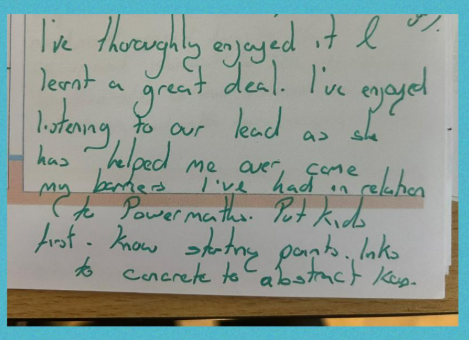 I've thoroughly enjoyed it &
learnt a great deal. I've enjoyed
listening to our lead as she
has helped me over come
my barriers I've had in relation
to Power maths. Put kids
first. Know starting points. Links
to concrete to abstract